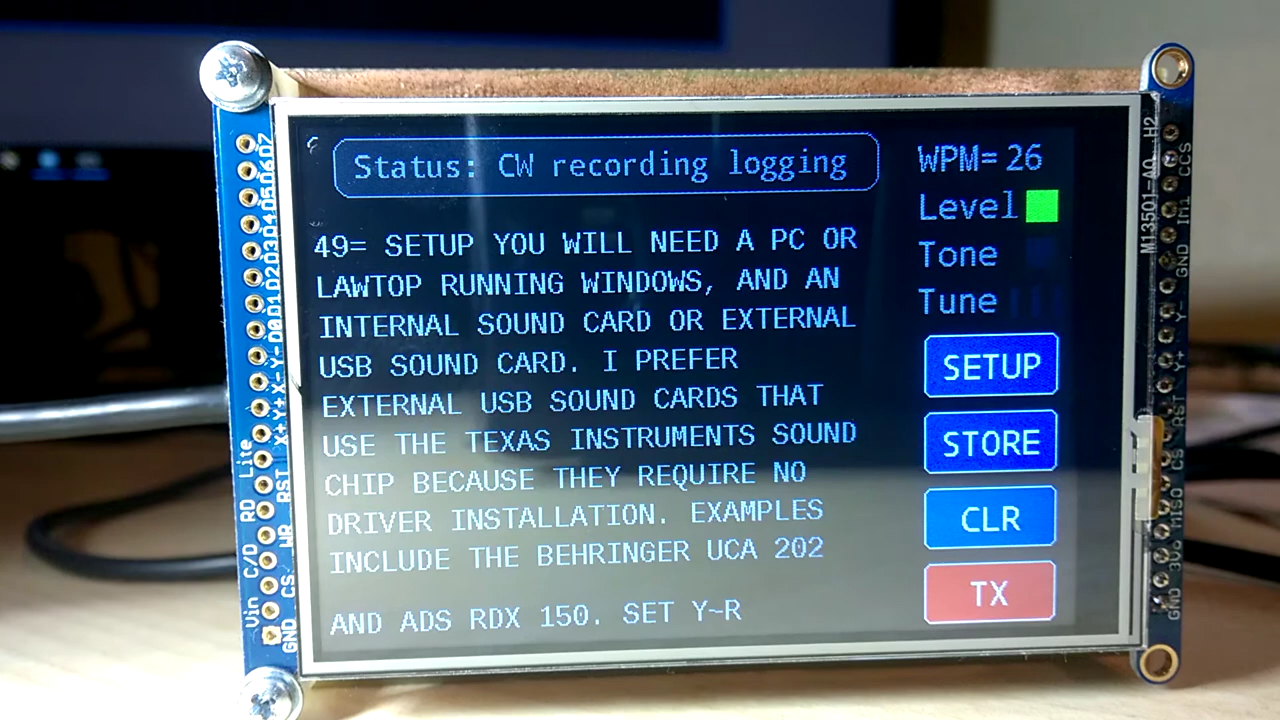 Status: CW recording logging
49= SETUP YOU WILL NEED A PC OR
LAWTOP RUNNING WINDOWS, AND AN
INTERNAL SOUND CARD OR EXTERNAL
USB SOUND CARD. I PREFER
EXTERNAL USB SOUND CARDS THAT
USE THE TEXAS INSTRUMENTS SOUND
CHIP BECAUSE THEY REQUIRE NO
DRIVER INSTALLATION. EXAMPLES
INCLUDE THE BEHRINGER UCA 202
AND ADS RDX 150. SET Y~R
WPM= 26
Level
Tone
Tune
SETUP
STORE
CLR
TX
D7
D6
D5
D4
D3
D2
D1
D0
Y-
X-
Y+
X+
Lite
RST
RD
WR
C/D
CS
Vin
GND
H2
CCS
IM1
GND
Y-
Y+
RST
CS
MISO
GND